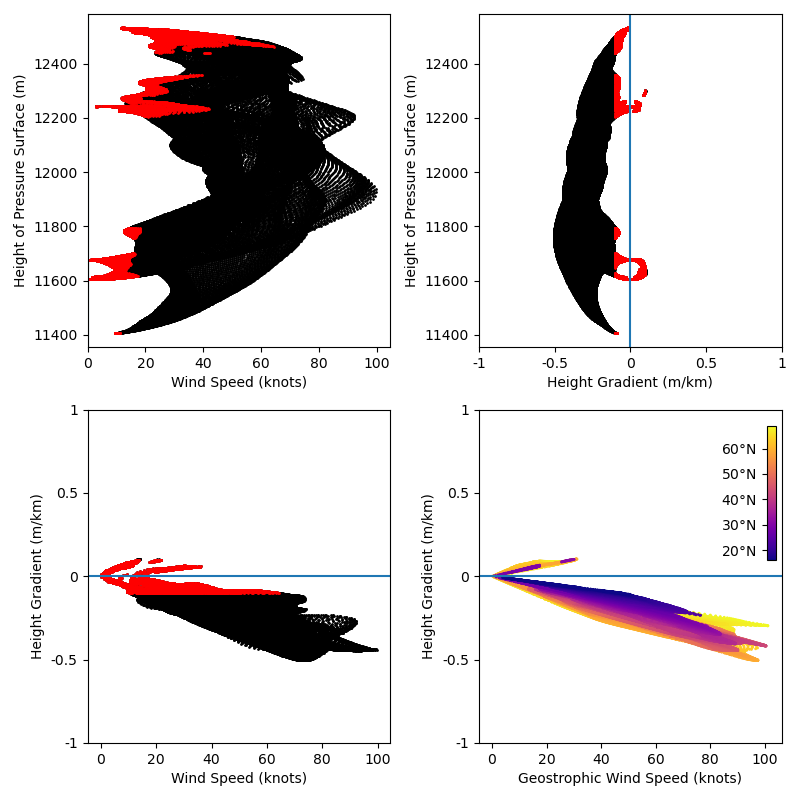 Height of Pressure Surface (m)
12400
12200
12000
11800
11600
11400
0 20 40 60 80 100
Wind Speed (knots)
Height of Pressure Surface (m)
12400
12200
12000
11800
11600
11400
-1 -0.5 0 0.5 1
Height Gradient (m/km)
Height Gradient (m/km)
1
0.5
0
-0.5
-1
0 20 40 60 80 100
Wind Speed (knots)
Height Gradient (m/km)
1
0.5
0
-0.5
-1
60°N
50°N
40°N
30°N
20°N
0 20 40 60 80 100
Geostrophic Wind Speed (knots)